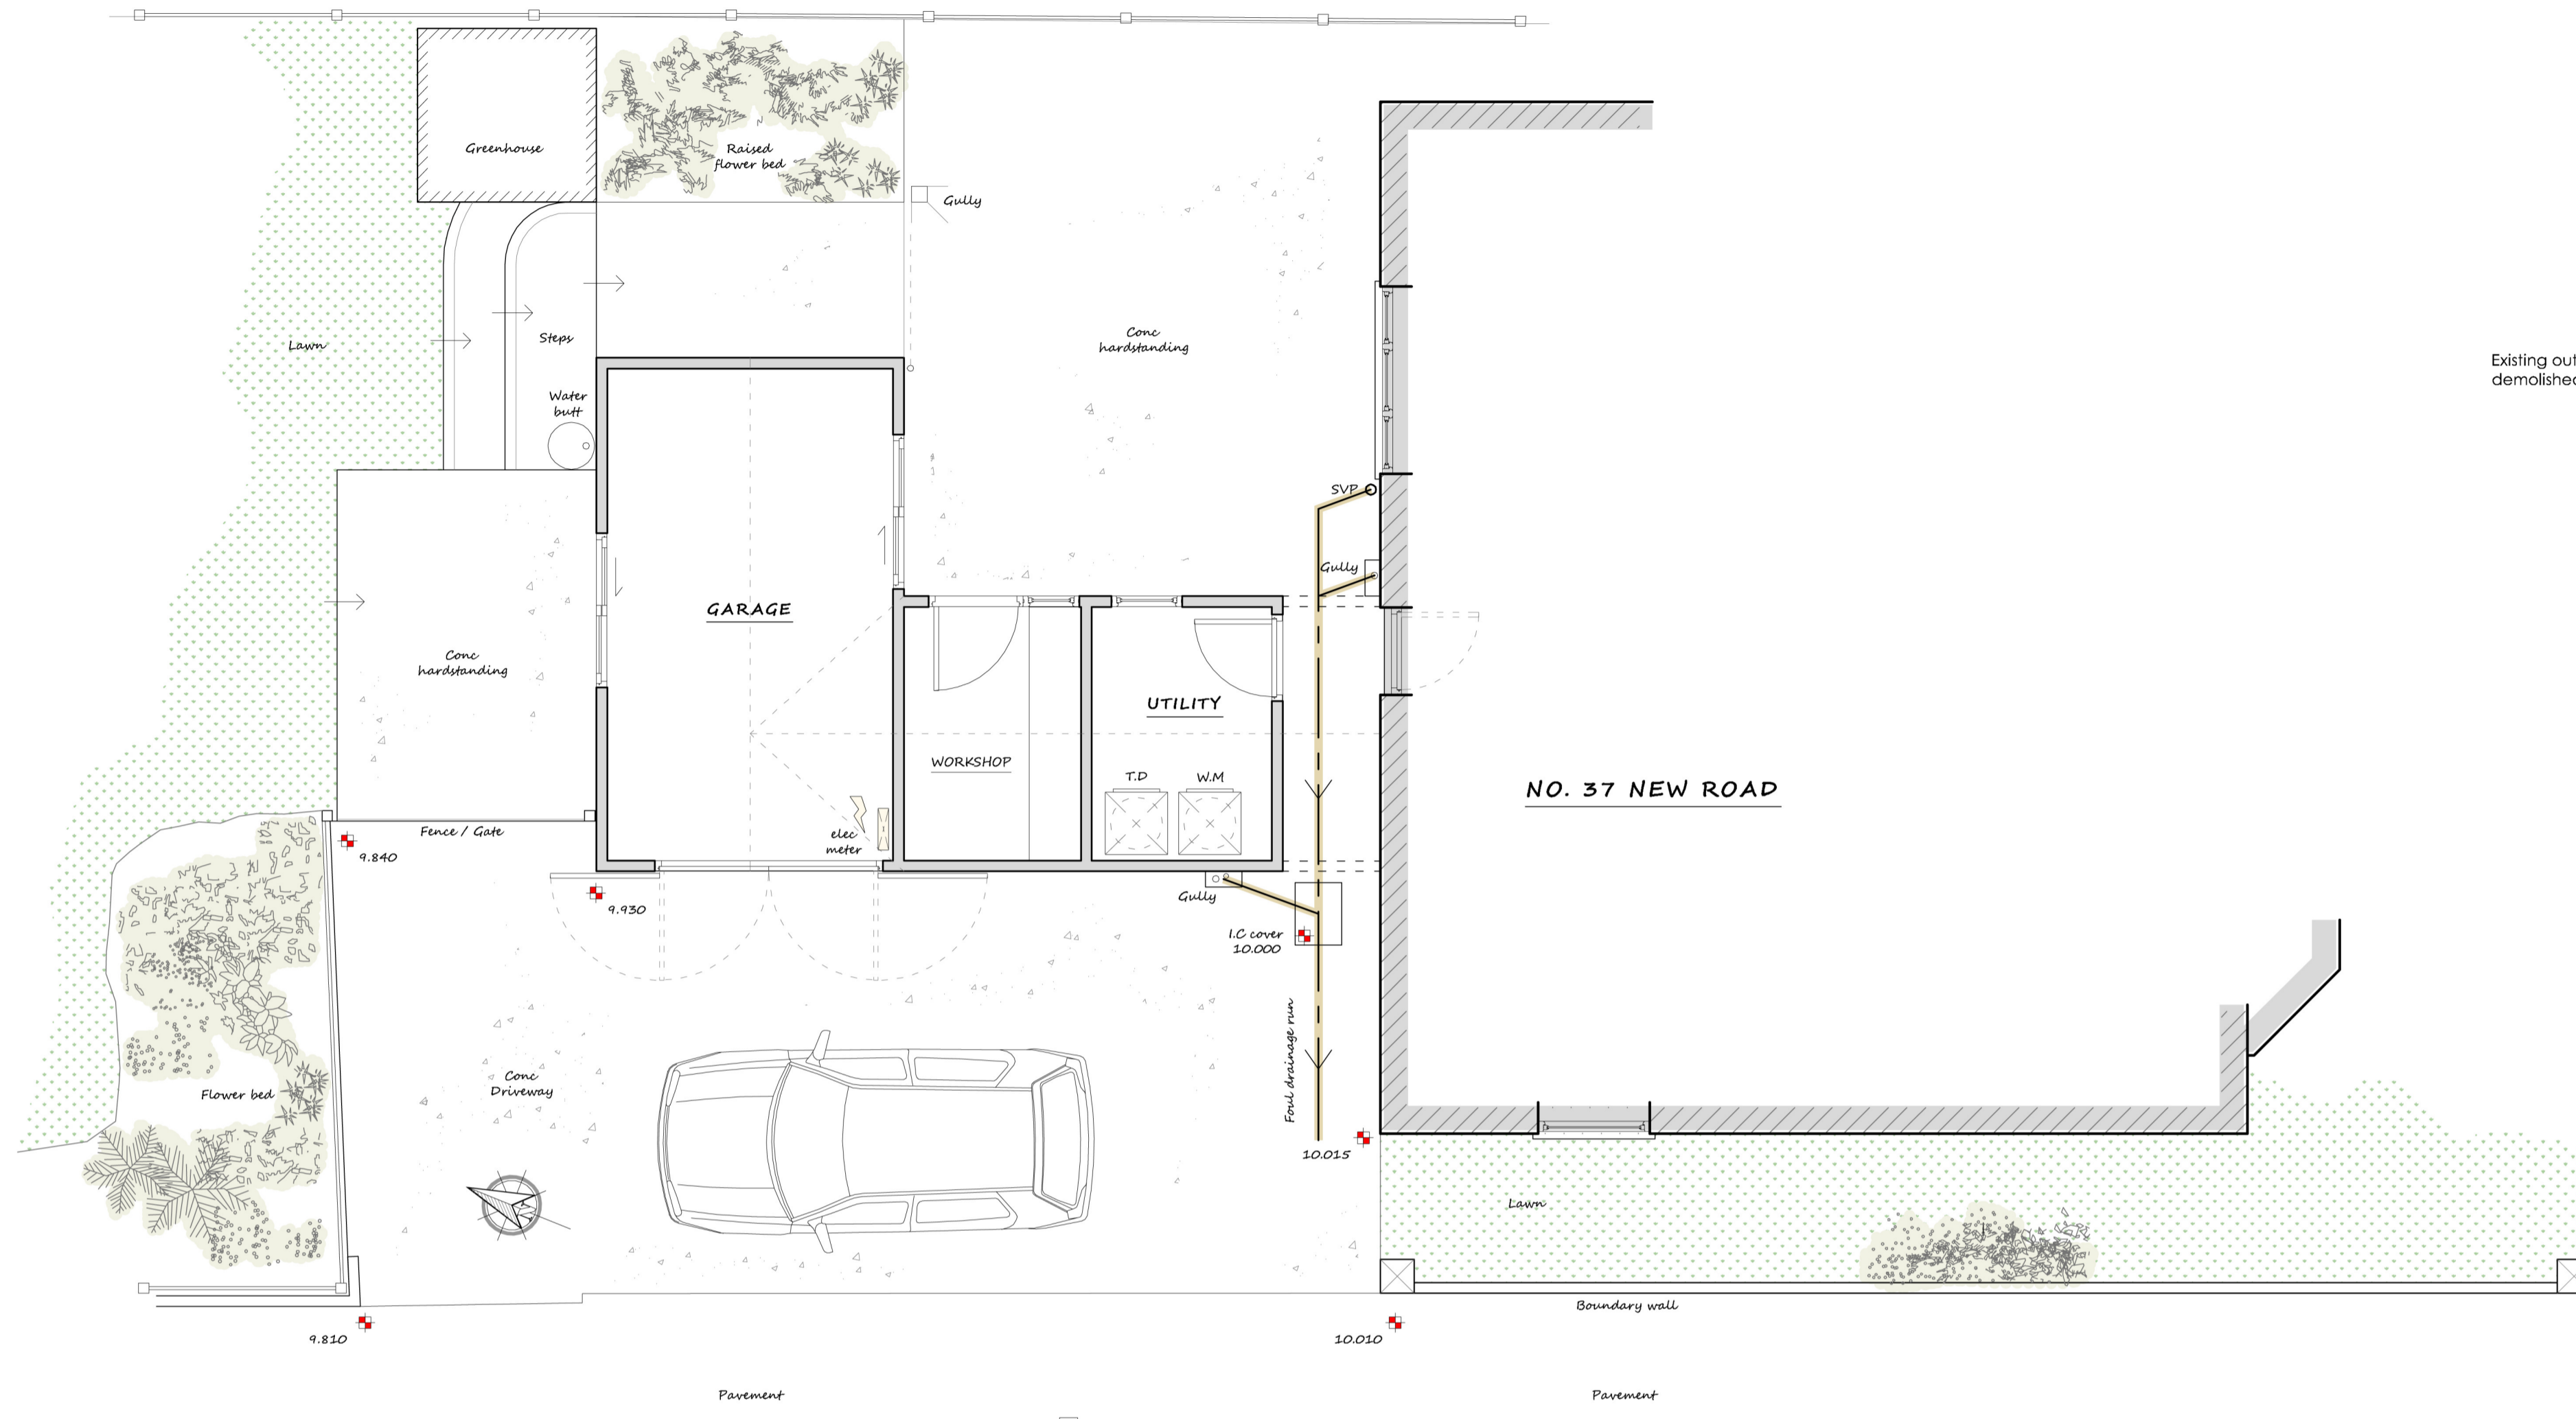 Greenhouse
Raised
flower bed
Gully
Lawn
Steps
Conc
hardstanding
Existing out
demolished
Water
butt
SVP
Gully
GARAGE
Conc
hardstanding
UTILITY
WORKSHOP
T.D
W.M
NO. 37 NEW ROAD
elec
meter
Fence / Gate
9.840
9.930
Gully
I.C cover
10.000
Foul drainage run
Conc
Driveway
Flower bed
10.015
Lawn
Boundary wall
9.810
10.010
Pavement
Pavement